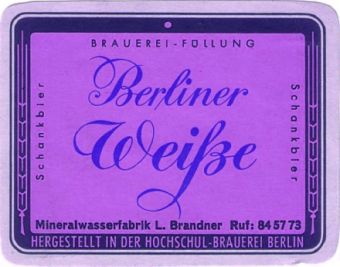 BRAUEREI-FÜLLUNG
Berliner
Weiße
Schankbier
Schankbier
Mineralwasserfabrik L. Brandner Ruf: 84 57 73
HERGESTELLT IN DER HOCHSCHUL-BRAUEREI BERLIN